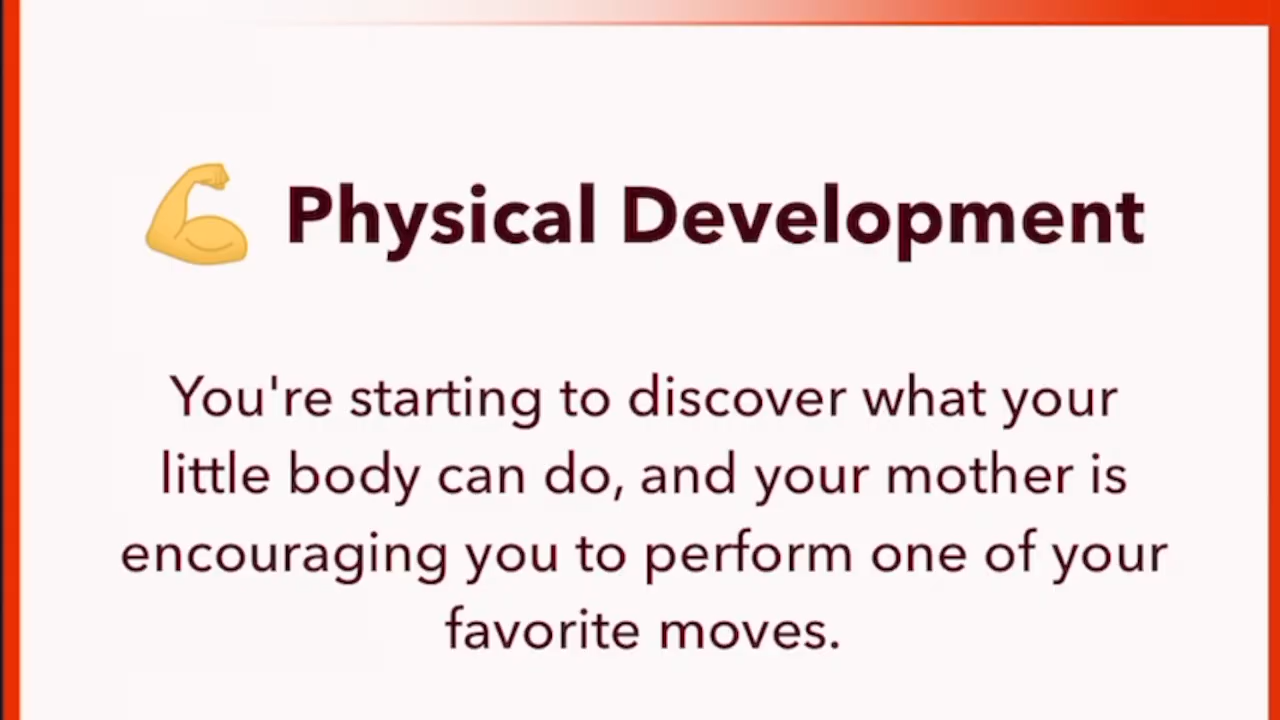 💪 Physical Development
You're starting to discover what your
little body can do, and your mother is
encouraging you to perform one of your
favorite moves.